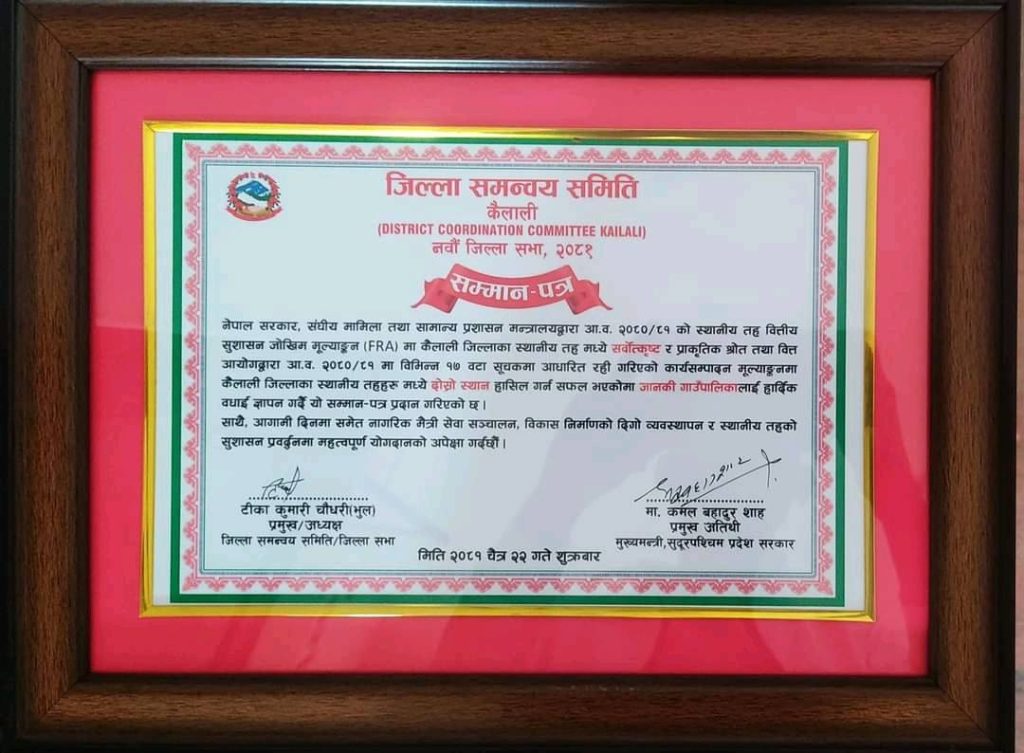 जिल्ला समन्वय समिति
कैलाली
(DISTRICT COORDINATION COMMITTEE KAILALI)
नवौं जिल्ला सभा, २०८१
सम्मान-पत्र
नेपाल सरकार, संघीय मामिला तथा सामान्य प्रशासन मन्त्रालयद्वारा आ.व. २०८०/८१ को स्थानीय तह वित्तीय
सुशासन जोखिम मूल्याङ्कन (FRA) मा कैलाली जिल्लाका स्थानीय तह मध्ये सर्वोत्कृष्ट र प्राकृतिक श्रोत तथा वित्त
आयोगद्वारा आ.व. २०८०/८१ मा विभिन्न १७ वटा सूचकमा आधारित रही गरिएको कार्यसम्पादन मूल्याङ्कनमा
कैलाली जिल्लाका स्थानीय तहहरू मध्ये दोस्रो स्थान हासिल गर्न सफल भएकोमा जानकी गाउँपालिकालाई हार्दिक
वधाई ज्ञापन गर्दै यो सम्मान-पत्र प्रदान गरिएको छ।
साथै, आगामी दिनमा समेत नागरिक मैत्री सेवा सञ्चालन, विकास निर्माणको दिगो व्यवस्थापन र स्थानीय तहको
सुशासन प्रवर्द्धनमा महत्वपूर्ण योगदानको अपेक्षा गर्दछौं।
टीका कुमारी चौधरी(भुल)
प्रमुख/अध्यक्ष
जिल्ला समन्वय समिति/जिल्ला सभा
मा. कमल बहादुर शाह
प्रमुख अतिथी
मुख्यमन्त्री,सुदूरपश्चिम प्रदेश सरकार
मिति २०८१ चैत्र २२ गते शुक्रबार